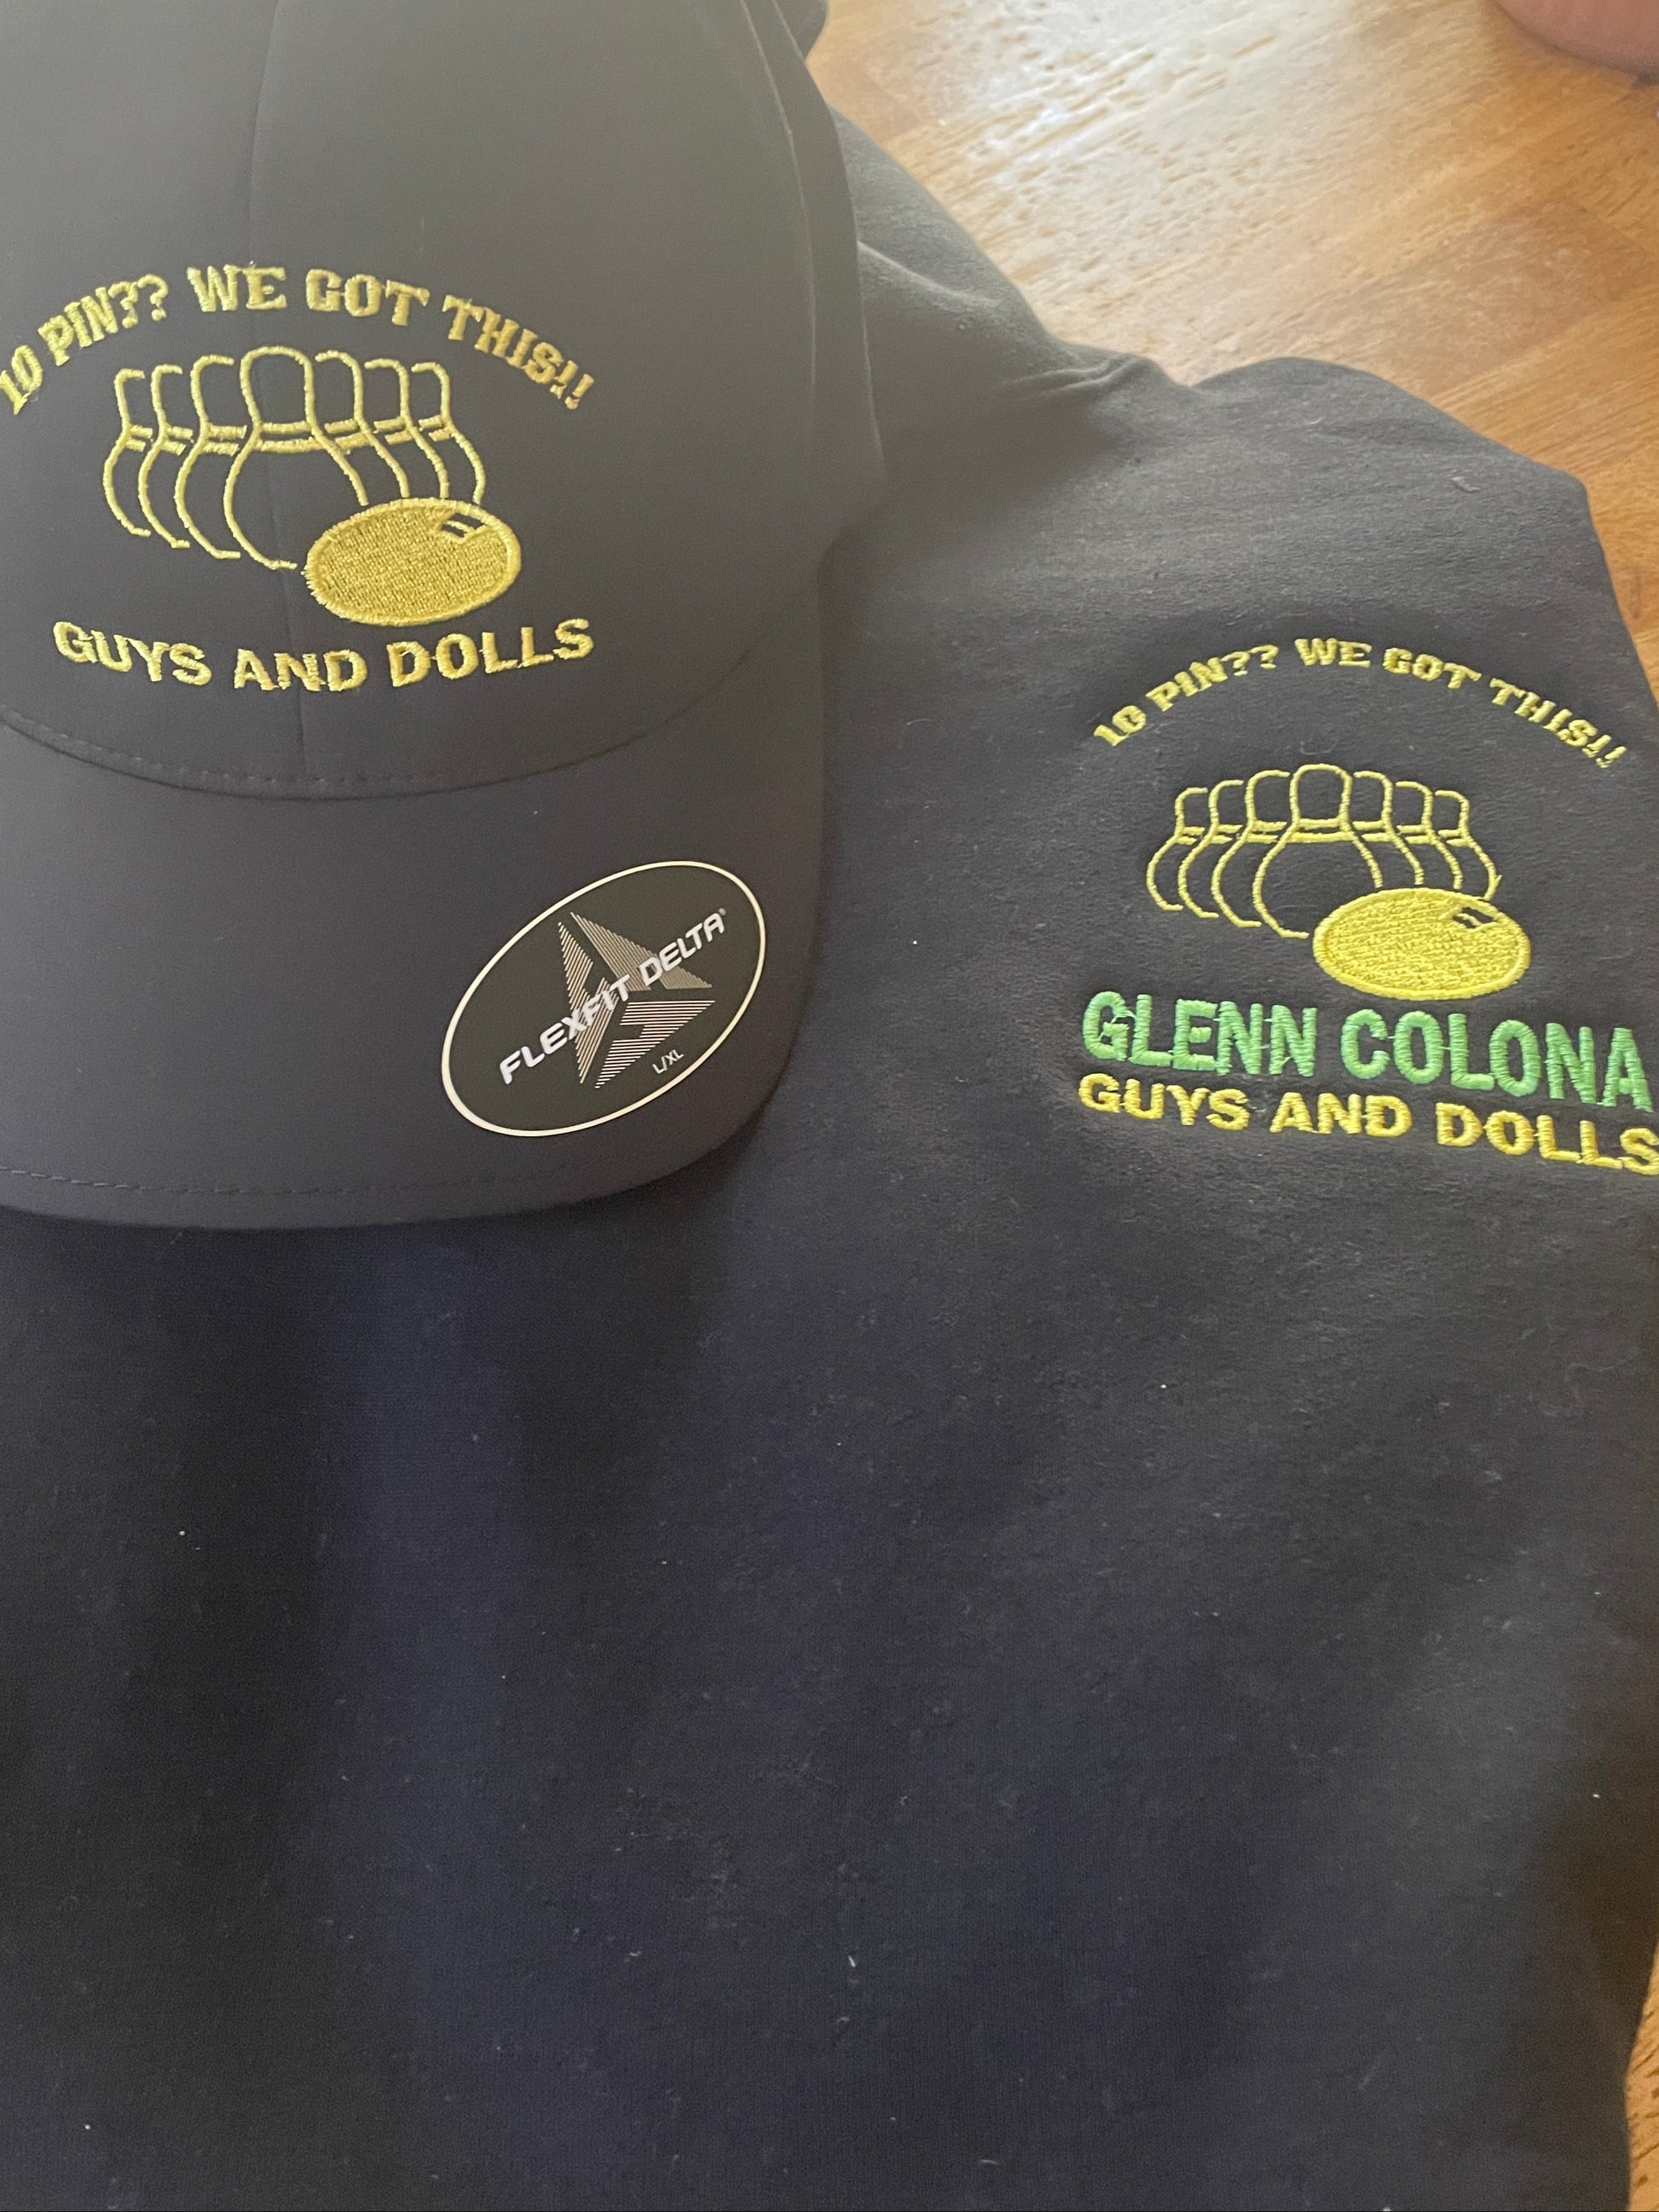 10 PIN?? WE GOT THIS!!
GUYS AND DOLLS
FLEXFIT DELTA®
L/XL
10 PIN?? WE GOT THIS!!
GLENN COLONA
GUYS AND DOLLS